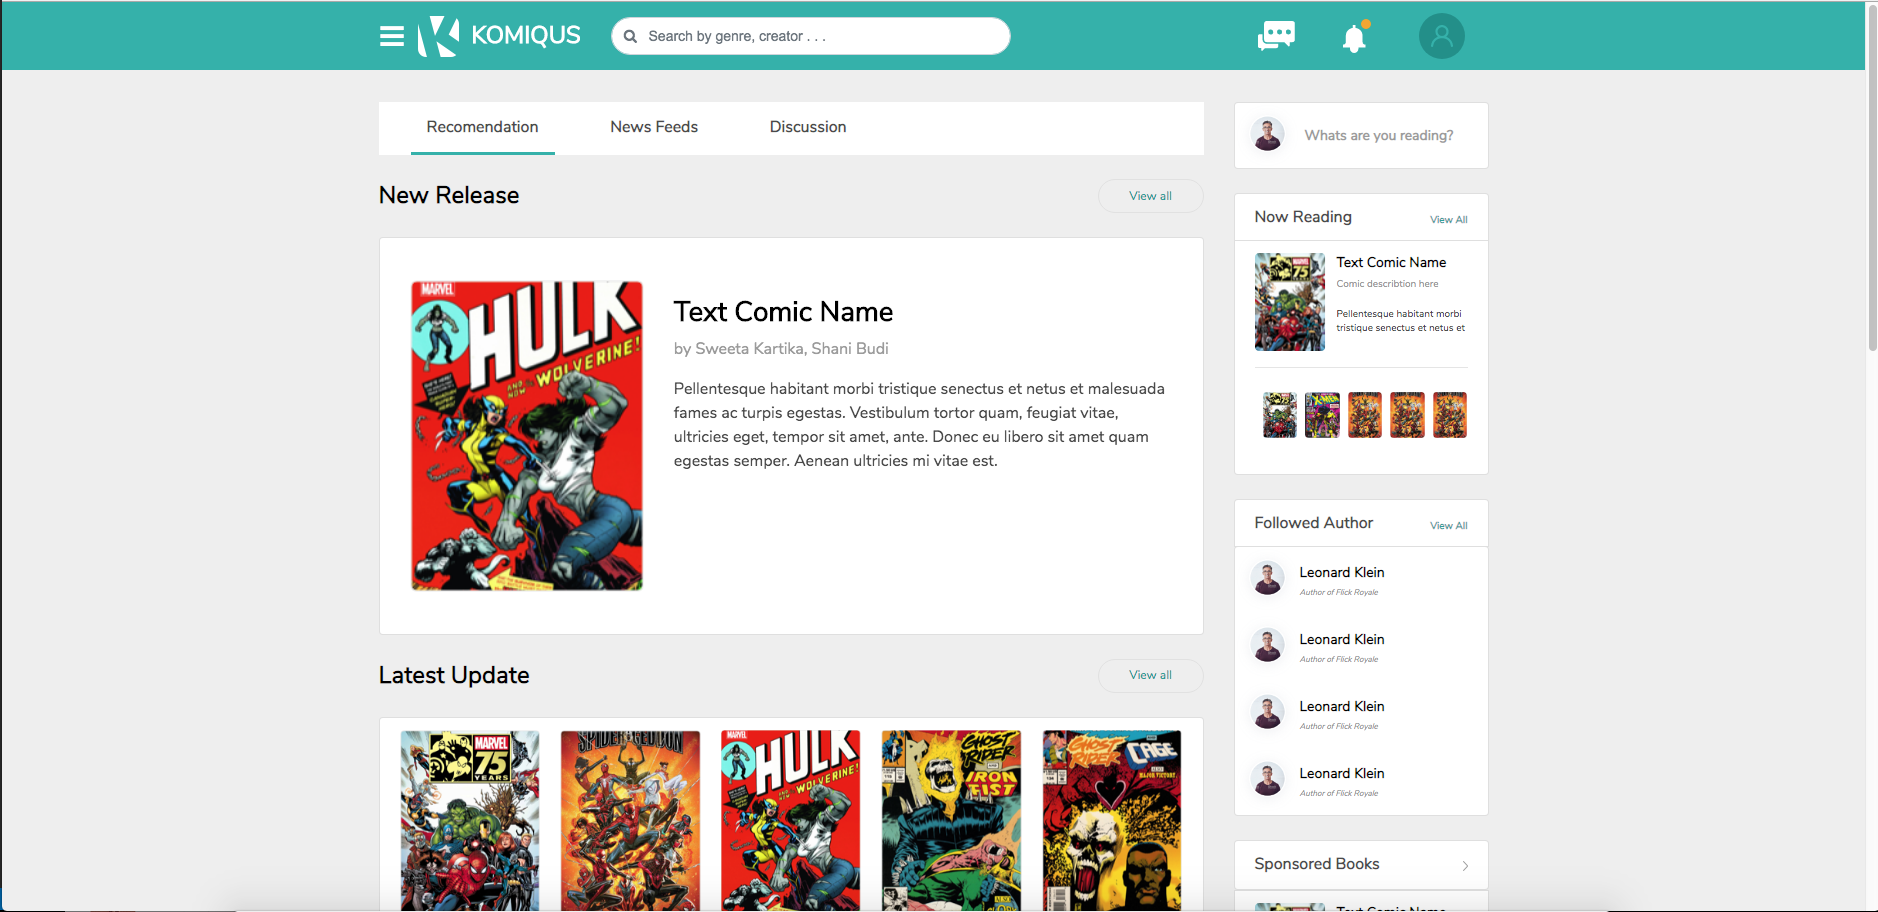 KOMIQUS
Search by genre, creator . . .
Recomendation
News Feeds
Discussion
New Release
View all
MARVEL
HULK
AND NOW
WOLVERINE!
Text Comic Name
by Sweeta Kartika, Shani Budi
Pellentesque habitant morbi tristique senectus et netus et malesuada
fames ac turpis egestas. Vestibulum tortor quam, feugiat vitae,
ultricies eget, tempor sit amet, ante. Donec eu libero sit amet quam
egestas semper. Aenean ultricies mi vitae est.
Latest Update
View all
MARVEL
75
YEARS
SPIDER-GEDDON
MARVEL
HULK
WOLVERINE!
GHOST
RIDER
IRON
FIST
GHOST
RIDER
CAGE
Whats are you reading?
Now Reading
View All
MARVEL
75
Text Comic Name
Comic describtion here
Pellentesque habitant morbi
tristique senectus et netus et
X-MEN
Followed Author
View All
Leonard Klein
Author of Flick Royale
Leonard Klein
Author of Flick Royale
Leonard Klein
Author of Flick Royale
Leonard Klein
Author of Flick Royale
Sponsored Books
Text Comic Name